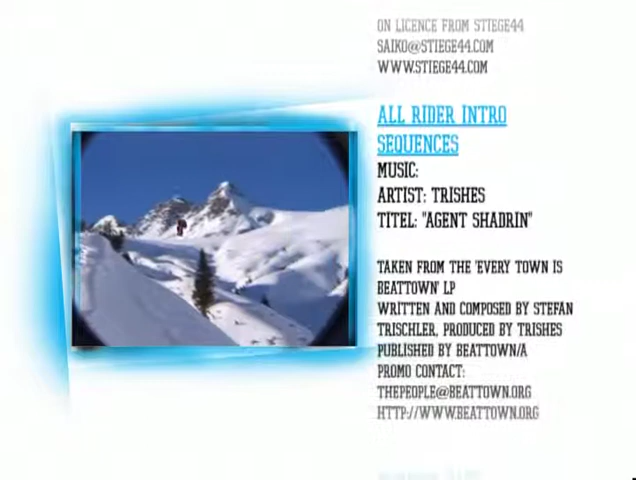 ON LICENCE FROM STIEGE44
SAIKO@STIEGE44.COM
WWW.STIEGE44.COM
ALL RIDER INTRO
SEQUENCES
MUSIC:
ARTIST: TRISHES
TITEL: "AGENT SHADRIN"
TAKEN FROM THE 'EVERY TOWN IS
BEATTOWN' LP
WRITTEN AND COMPOSED BY STEFAN
TRISCHLER, PRODUCED BY TRISHES
PUBLISHED BY BEATTOWN/A
PROMO CONTACT:
THEPEOPLE@BEATTOWN.ORG
HTTP://WWW.BEATTOWN.ORG